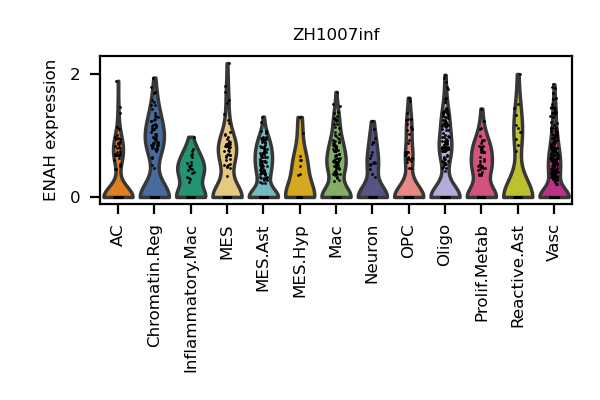 ZH1007inf
ENAH expression
2
0
AC
Chromatin.Reg
Inflammatory.Mac
MES
MES.Ast
MES.Hyp
Mac
Neuron
OPC
Oligo
Prolif.Metab
Reactive.Ast
Vasc